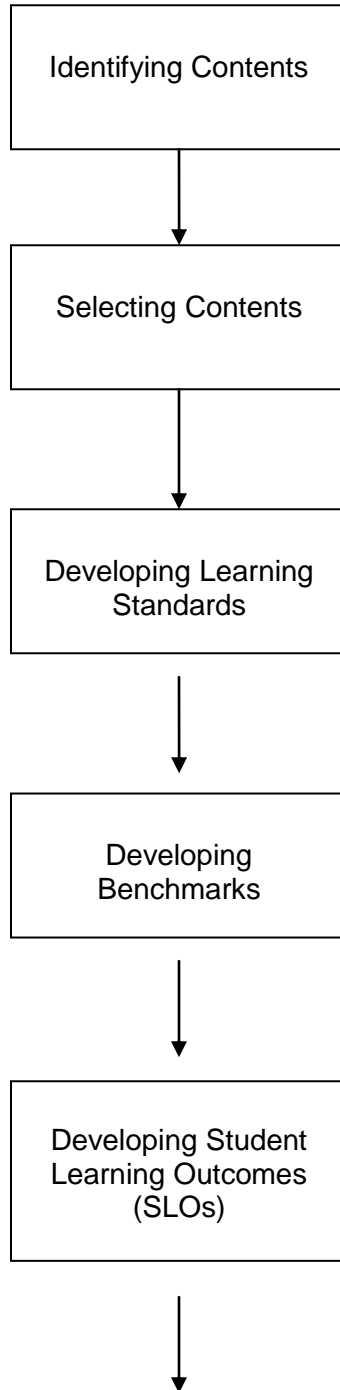 Identifying Contents
Selecting Contents
Developing Learning
Standards
Developing
Benchmarks
Developing Student
Learning Outcomes
(SLOs)